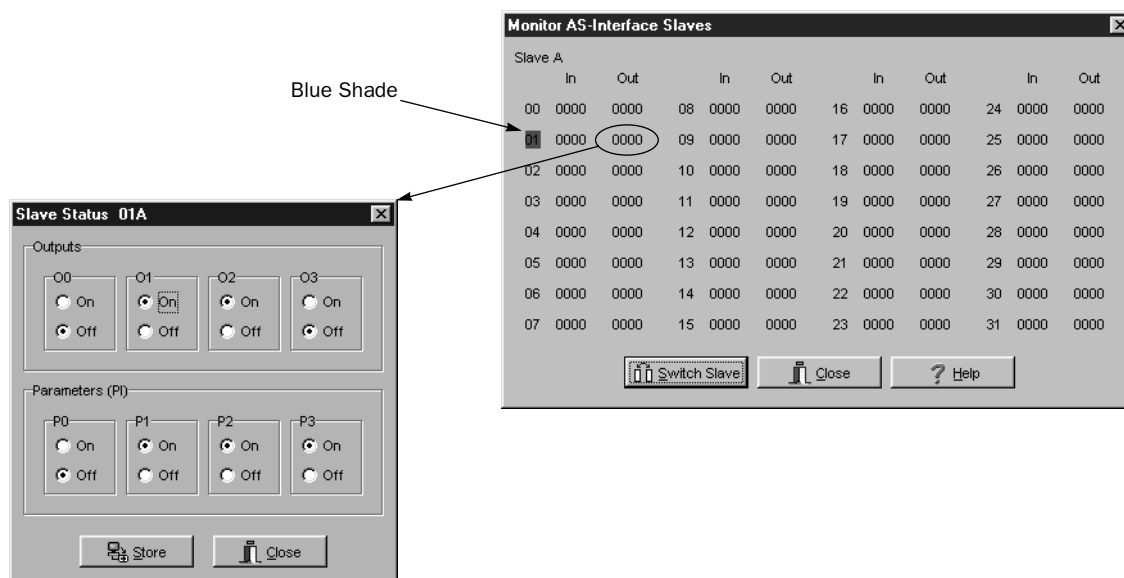 Monitor AS-Interface Slaves
Slave A
In Out In Out In Out In Out
00 0000 0000 08 0000 0000 16 0000 0000 24 0000 0000
Blue Shade
01 0000 0000 09 0000 0000 17 0000 0000 25 0000 0000
02 0000 0000 10 0000 0000 18 0000 0000 26 0000 0000
03 0000 0000 11 0000 0000 19 0000 0000 27 0000 0000
04 0000 0000 12 0000 0000 20 0000 0000 28 0000 0000
05 0000 0000 13 0000 0000 21 0000 0000 29 0000 0000
06 0000 0000 14 0000 0000 22 0000 0000 30 0000 0000
07 0000 0000 15 0000 0000 23 0000 0000 31 0000 0000
Switch Slave Close Help
Slave Status 01A
Outputs
O0 O1 O2 O3
On On On On
Off Off Off Off
Parameters (PI)
P0 P1 P2 P3
On On On On
Off Off Off Off
Store Close